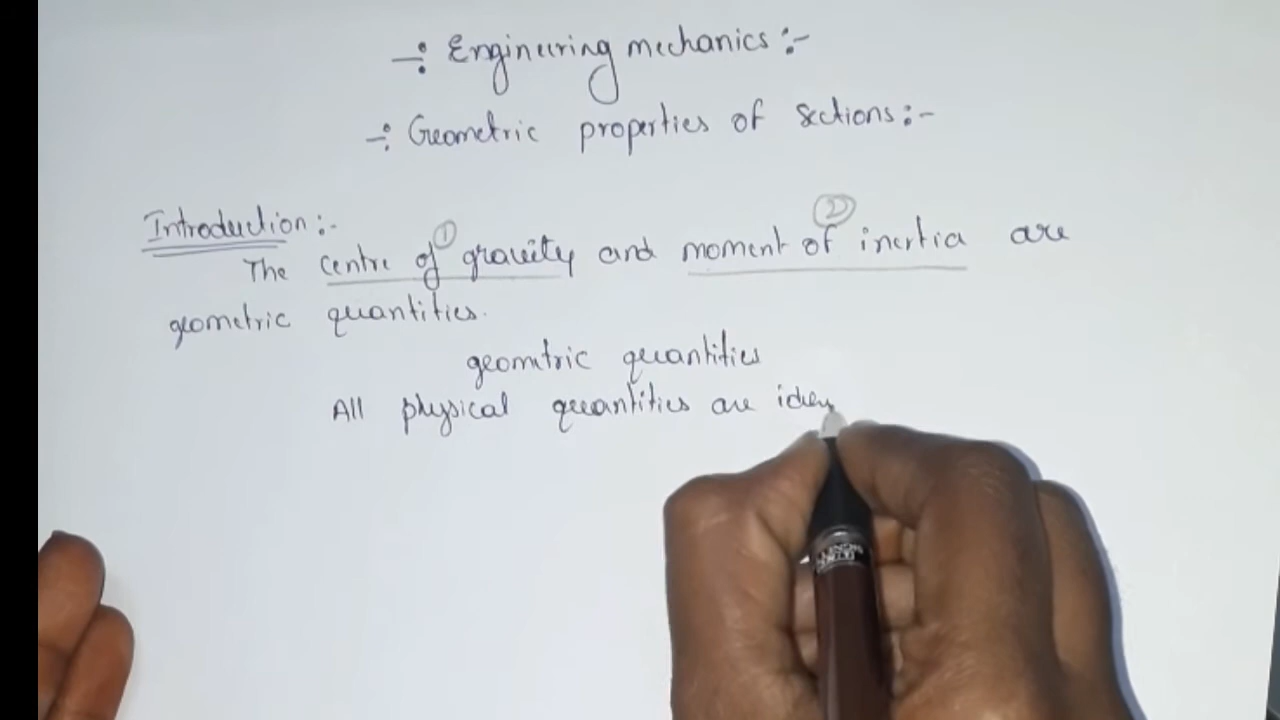 -: Engineering mechanics :-
-: Geometric properties of Sections :-
Introduction :-
The centre of ① gravity and moment of ② inertia are
geometric quantities.
geometric quantities
All physical quantities are iden